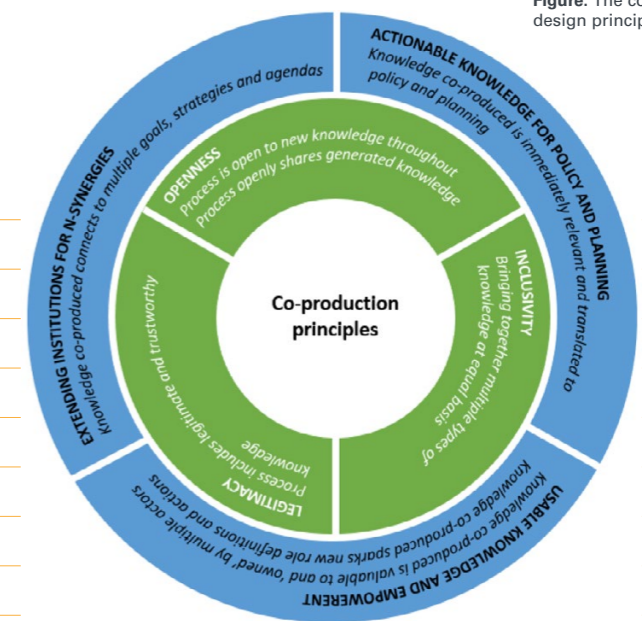 Figure. The co
design princip
ACTIONABLE KNOWLEDGE FOR POLICY AND PLANNING
Knowledge co-produced is immediately relevant and translated to
policy and planning
EXTENDING INSTITUTIONS FOR N-SYNERGIES
Knowledge co-produced connects to multiple goals, strategies and agendas
OPENNESS
Process is open to new knowledge throughout
Process openly shares generated knowledge
INCLUSIVITY
Bringing together multiple types of
knowledge at equal basis
Co-production
principles
LEGITIMACY
Process includes legitimate and trustworthy
knowledge
USABLE KNOWLEDGE AND EMPOWERENT
Knowledge co-produced is valuable to and 'owned' by multiple actors
Knowledge co-produced sparks new role definitions and actions